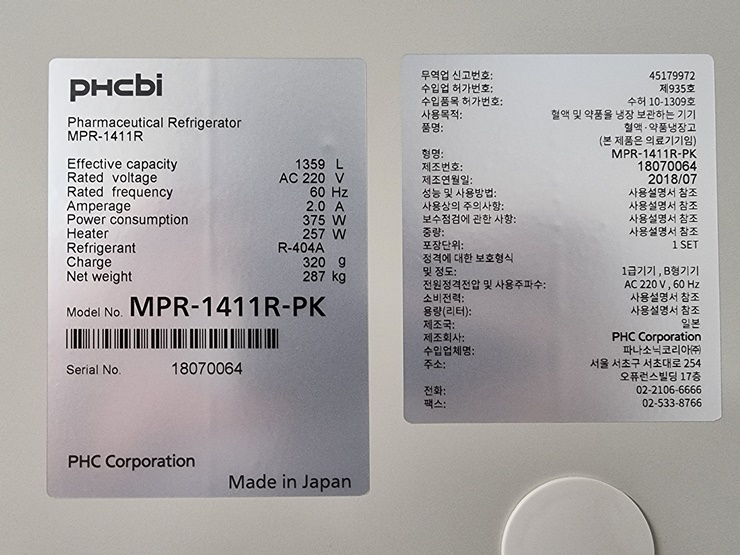 PHCbi
Pharmaceutical Refrigerator
MPR-1411R
Effective capacity 1359 L
Rated voltage AC 220 V
Rated frequency 60 Hz
Amperage 2.0 A
Power consumption 375 W
Heater 257 W
Refrigerant R-404A
Charge 320 g
Net weight 287 kg
Model No. MPR-1411R-PK
Serial No. 18070064
PHC Corporation
Made in Japan
무역업 신고번호: 45179972
수입업 허가번호: 제935호
수입품목 허가번호: 수허 10-1309호
사용목적: 혈액 및 약품을 냉장 보관하는 기기
품명: 혈액·약품냉장고
(본 제품은 의료기기임)
형명: MPR-1411R-PK
제조번호: 18070064
제조연월일: 2018/07
성능 및 사용방법: 사용설명서 참조
사용상의 주의사항: 사용설명서 참조
보수점검에 관한 사항: 사용설명서 참조
중량: 사용설명서 참조
포장단위: 1 SET
정격에 대한 보호형식
및 정도: 1급기기 , B형기기
전원정격전압 및 사용주파수: AC 220 V , 60 Hz
소비전력: 사용설명서 참조
용량(리터): 사용설명서 참조
제조국: 일본
제조회사: PHC Corporation
수입업체명: 파나소닉코리아㈜
주소: 서울 서초구 서초대로 254
오퓨런스빌딩 17층
전화: 02-2106-6666
팩스: 02-533-8766